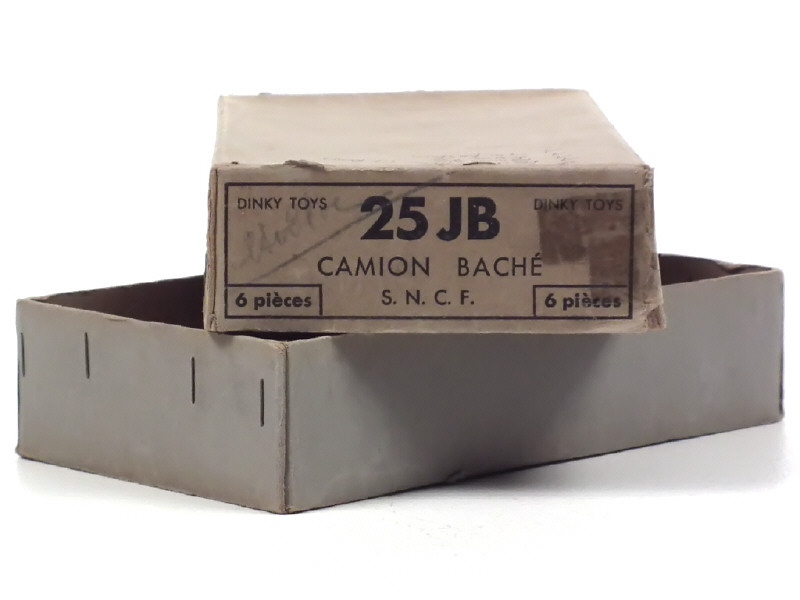 DINKY TOYS 25 JB DINKY TOYS
CAMION BACHÉ
6 pièces S. N. C. F. 6 pièces